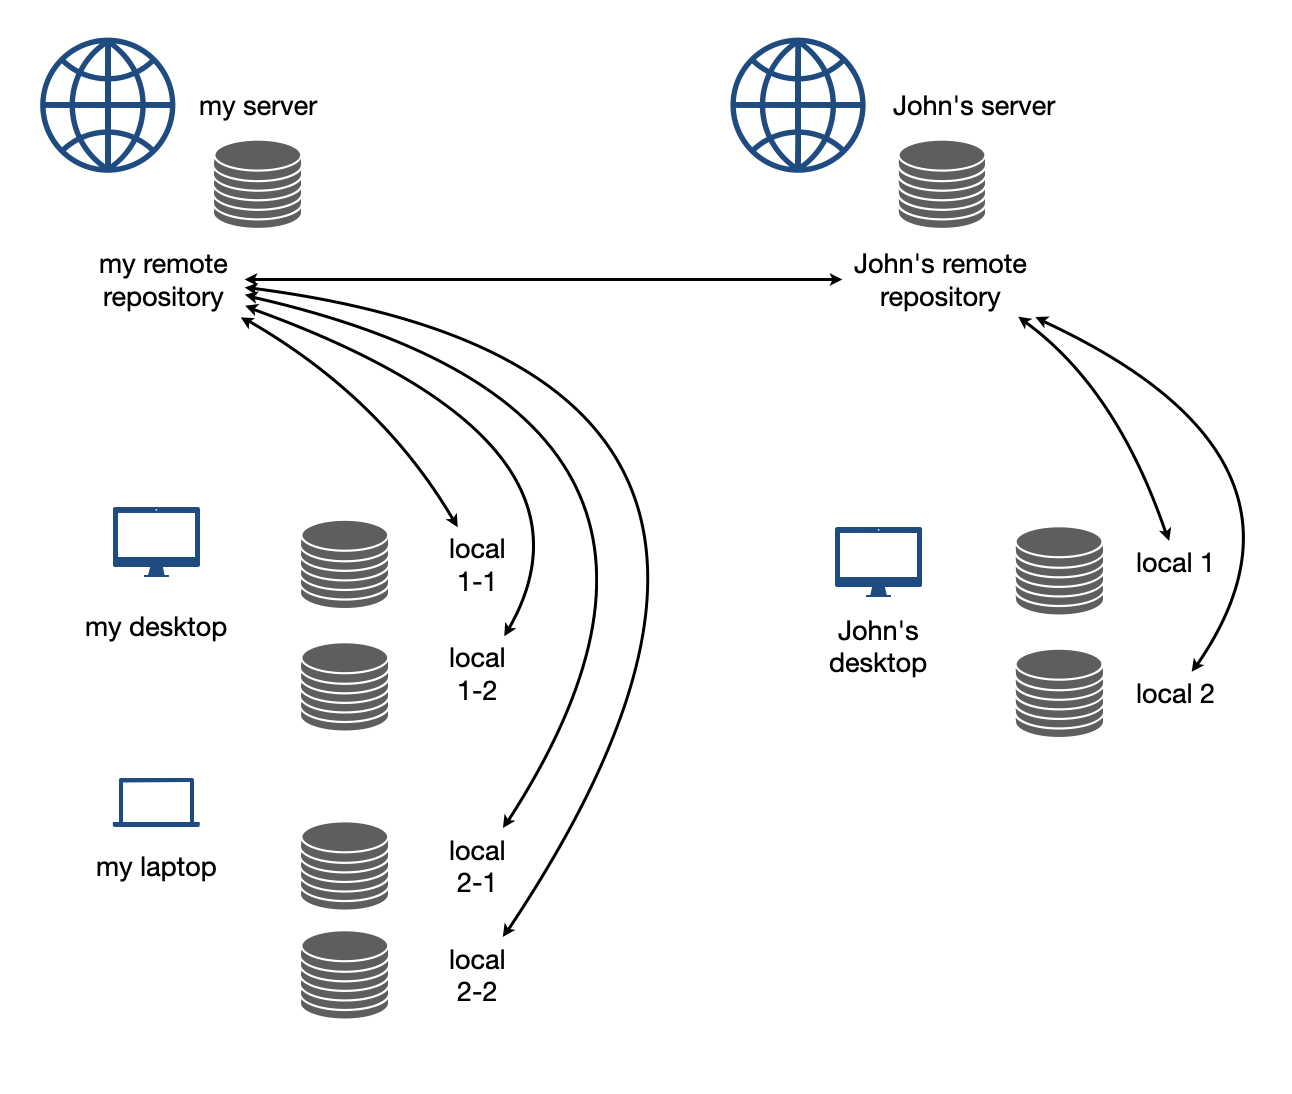 my server
John's server
my remote
repository
John's remote
repository
local
1-1
my desktop
local
1-2
local 1
John's
desktop
local 2
my laptop
local
2-1
local
2-2